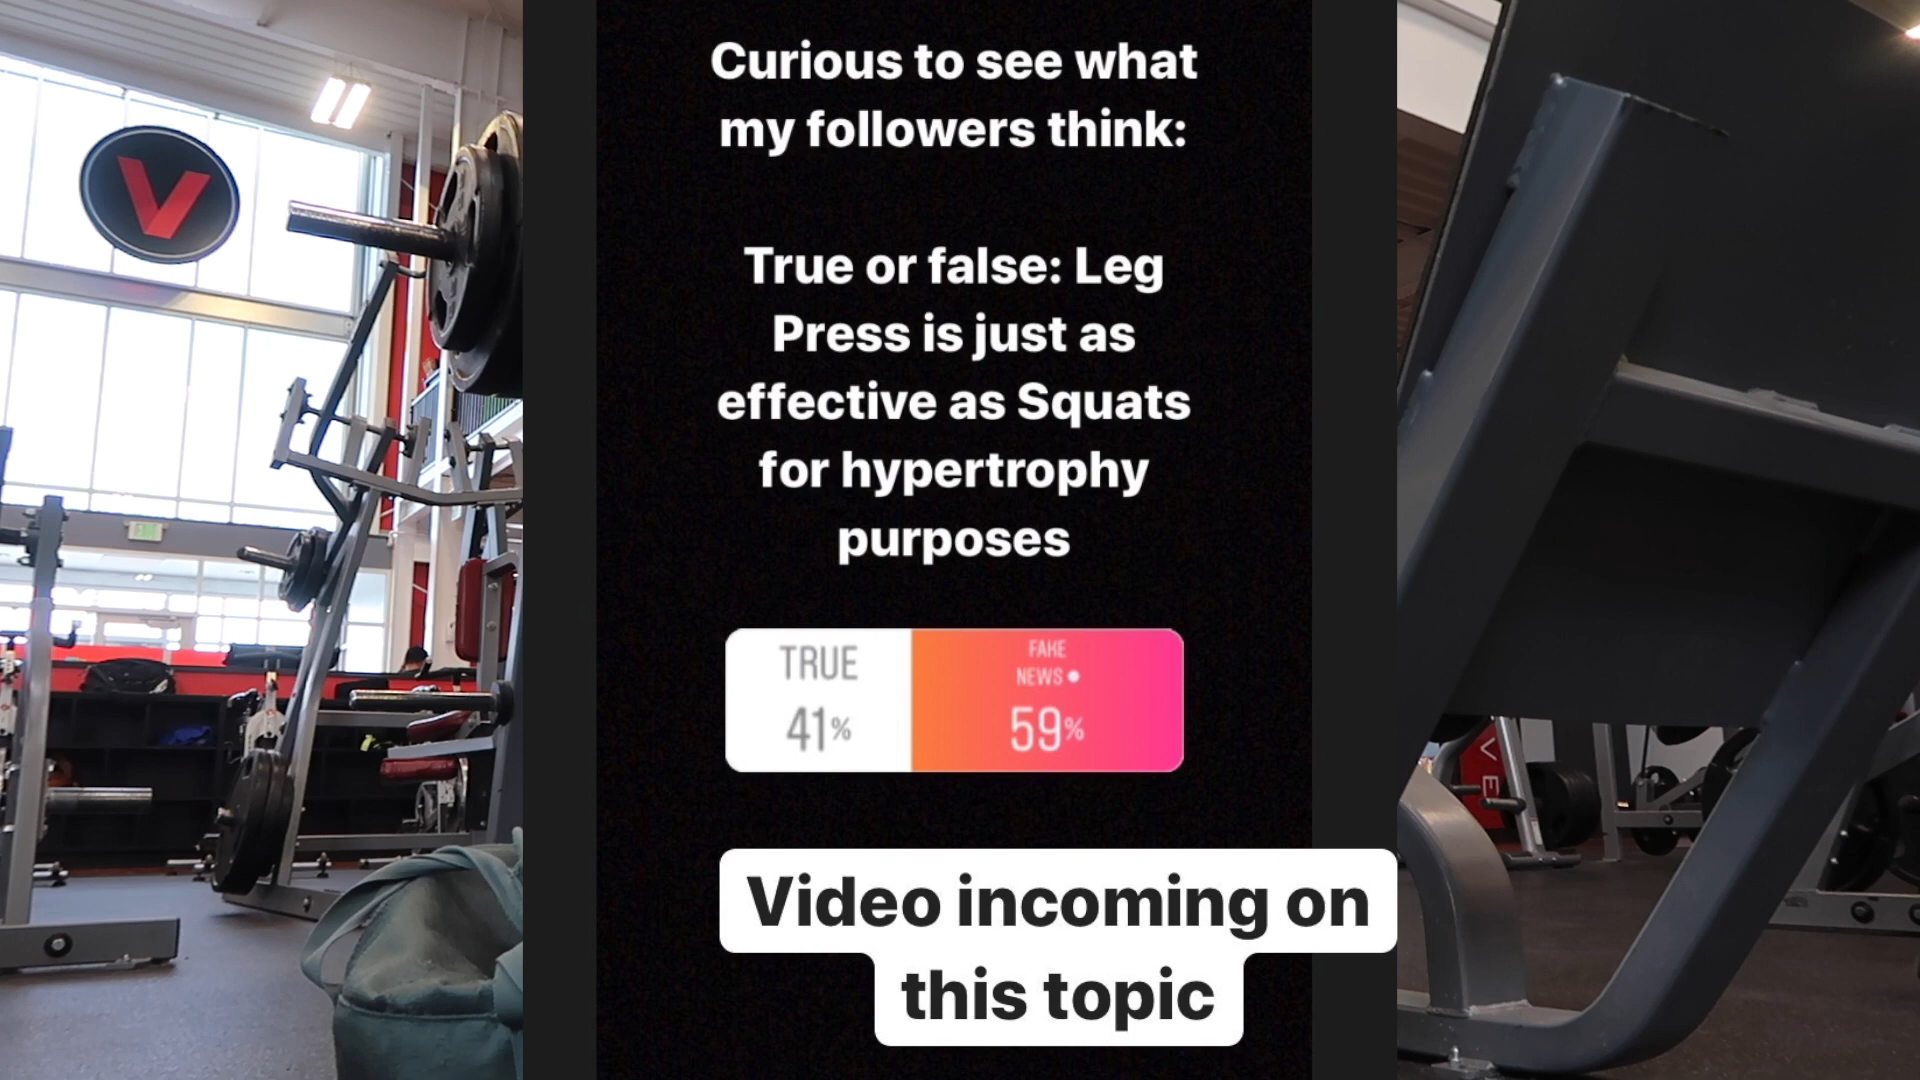 V
Curious to see what
my followers think:
True or false: Leg
Press is just as
effective as Squats
for hypertrophy
purposes
TRUE
41%
FAKE
NEWS
59%
Video incoming on
this topic
VE